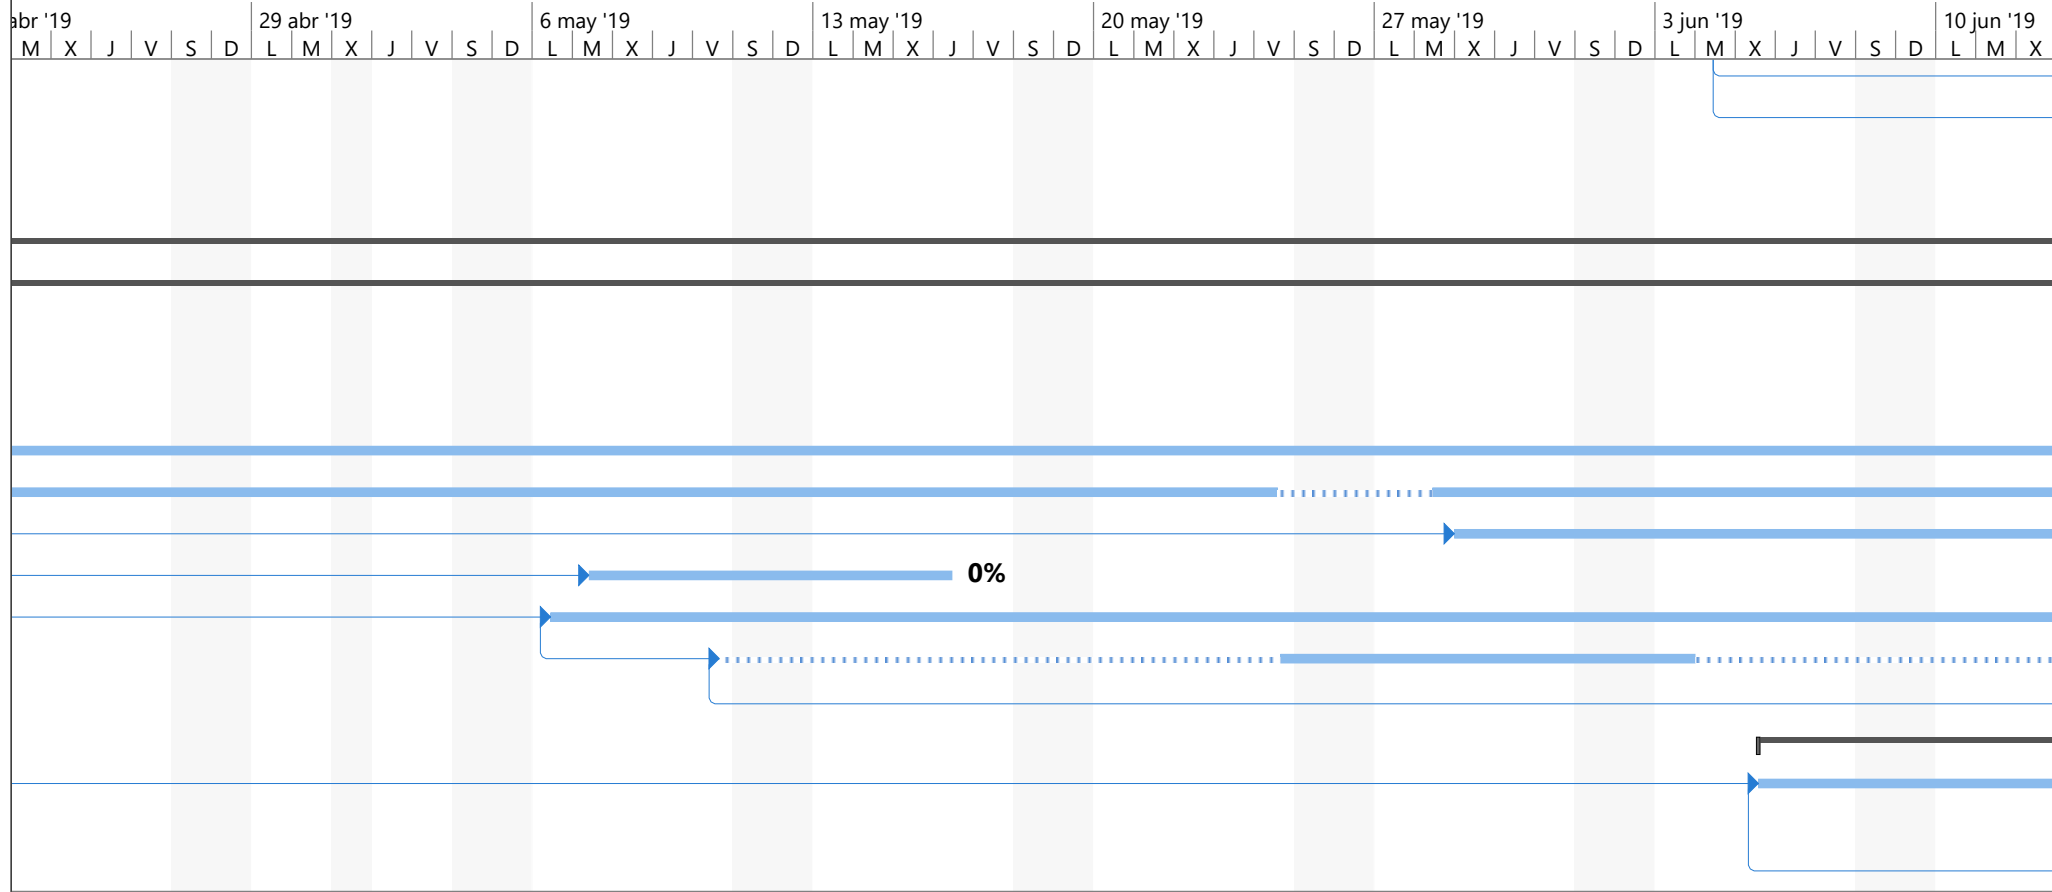 abr '19 29 abr '19 6 may '19 13 may '19 20 may '19 27 may '19 3 jun '19 10 jun '19
M X J V S D L M X J V S D L M X J V S D L M X J V S D L M X J V S D L M X J V S D L M X J V S D L M X
0%